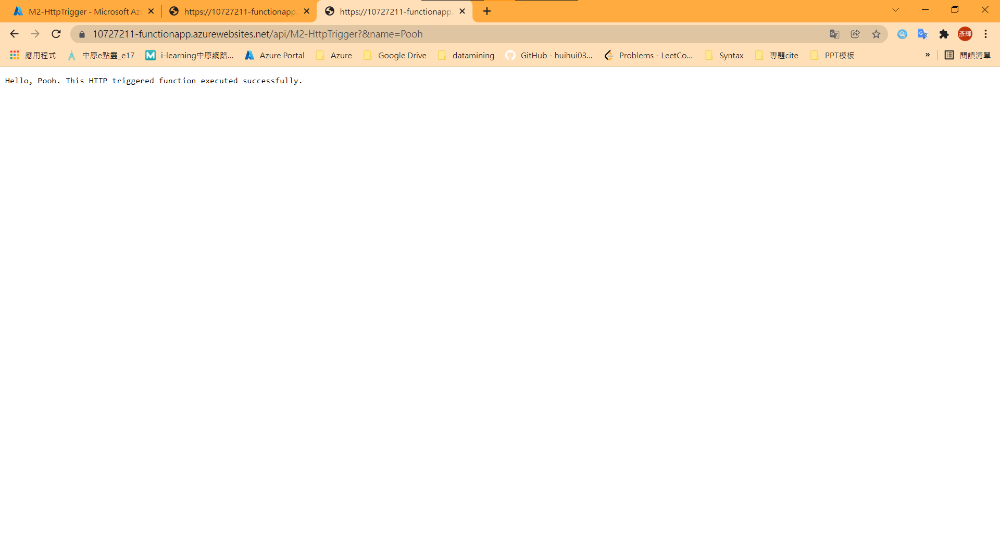 M2-HttpTrigger - Microsoft Az
https://10727211-functionapp.
https://10727211-functionapp.
10727211-functionapp.azurewebsites.net/api/M2-HttpTrigger?&name=Pooh
彥輝
應用程式
中原e點靈_e17
M i-learning中原網路...
Azure Portal
Azure
Google Drive
datamining
GitHub - huihui03...
Problems - LeetCo...
Syntax
專題cite
PPT模板
»
閱讀清單
Hello, Pooh. This HTTP triggered function executed successfully.